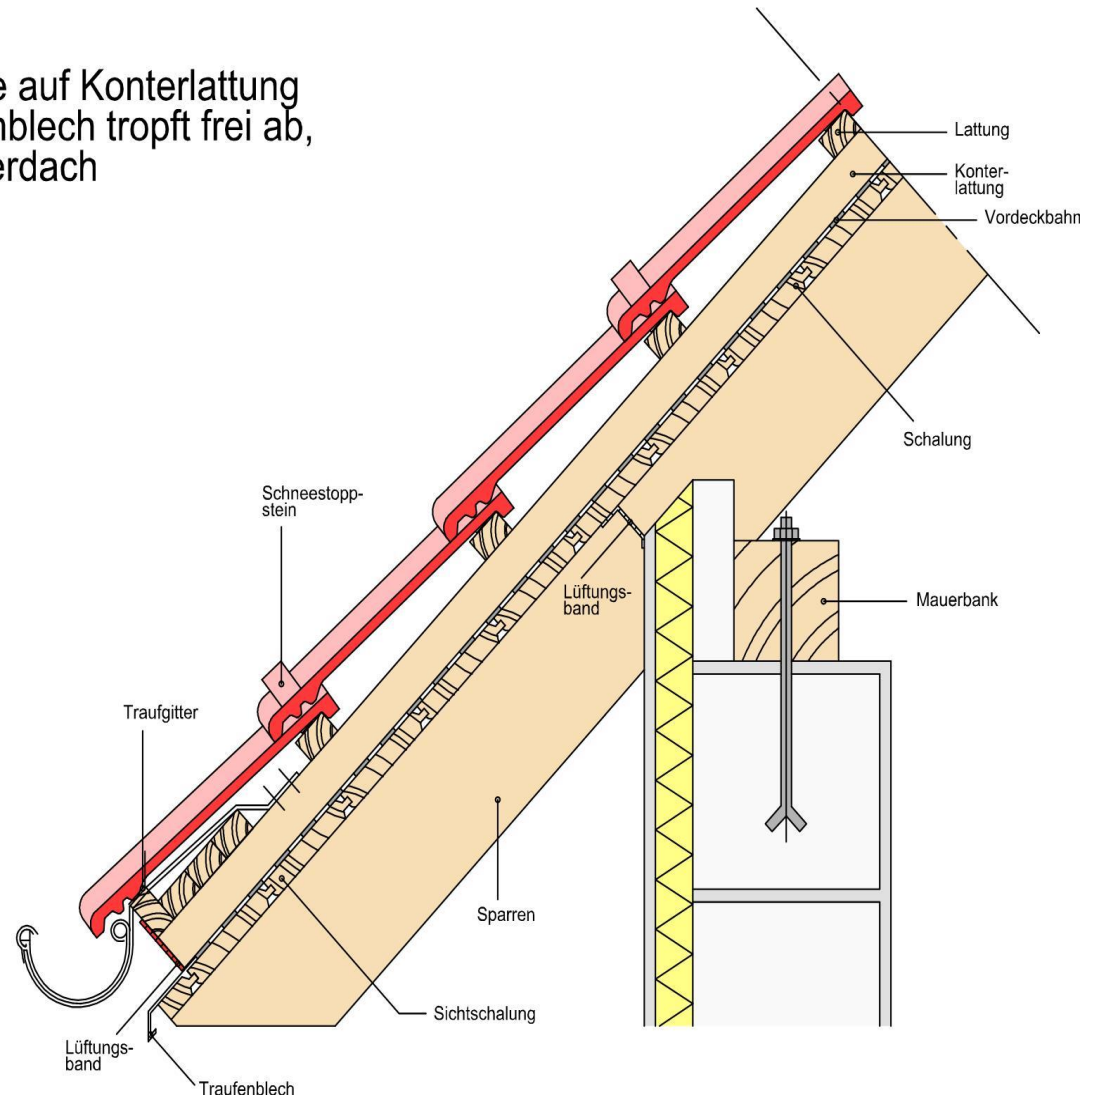 e auf Konterlattung
nblech tropft frei ab,
erdach
Lattung
Konter-
lattung
Vordeckbahn
Schalung
Schneestopp-
stein
Lüftungs-
band
Mauerbank
Traufgitter
Sparren
Sichtschalung
Lüftungs-
band
Traufenblech